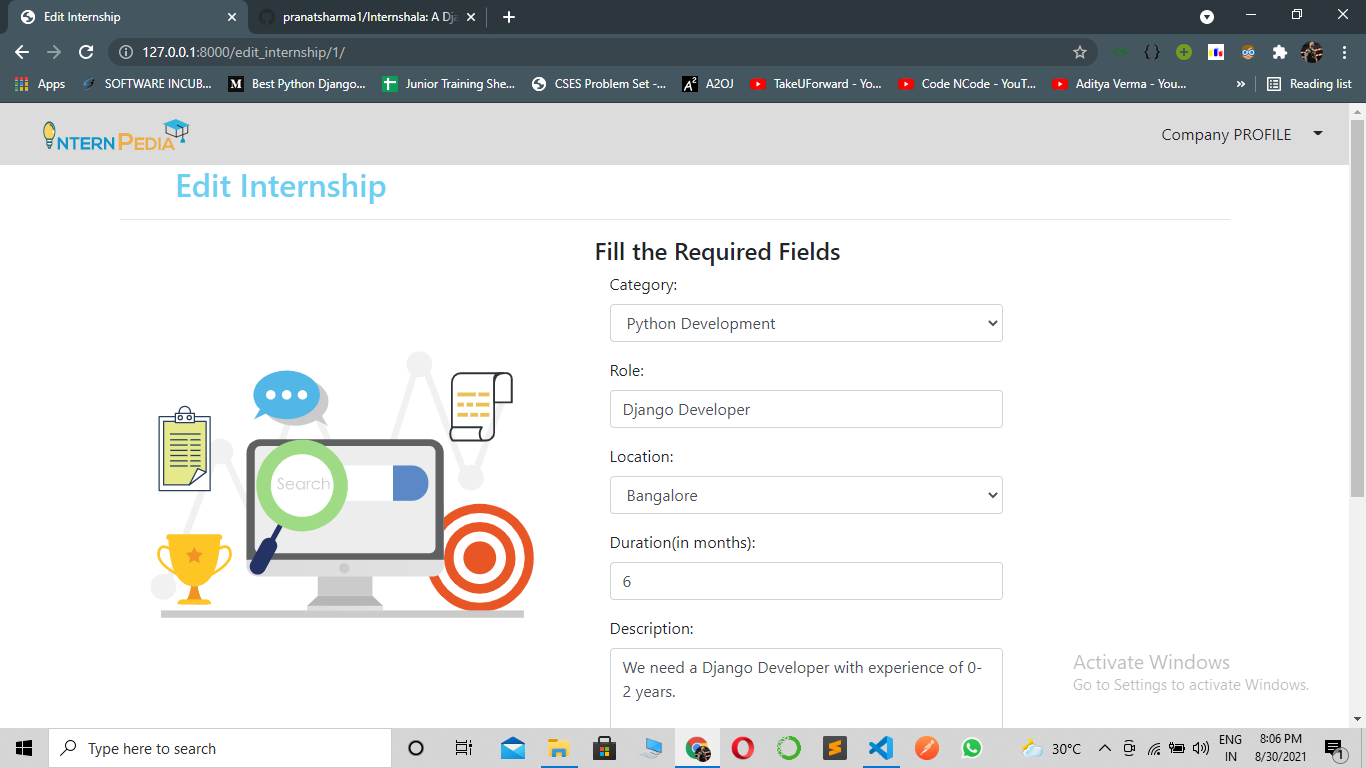 Edit Internship
pranatsharma1/Internshala: A Dja
127.0.0.1:8000/edit_internship/1/
Apps SOFTWARE INCUB... M Best Python Django... Junior Training She... CSES Problem Set -... A² A2OJ TakeUForward - Yo... Code NCode - YouT... Aditya Verma - You... » Reading list
NTERN PEDIA
Company PROFILE
Edit Internship
Fill the Required Fields
Category:
Python Development
Role:
Django Developer
Location:
Bangalore
Duration(in months):
6
Description:
We need a Django Developer with experience of 0-
2 years.
Search
Activate Windows
Go to Settings to activate Windows.
Type here to search
30°C
ENG
IN
8:06 PM
8/30/2021
1